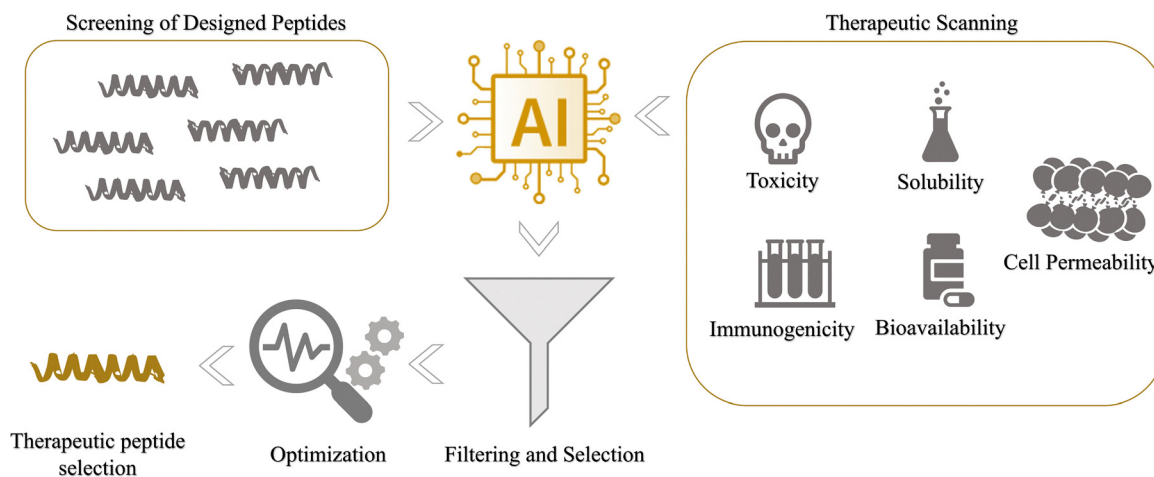 Screening of Designed Peptides
Therapeutic Scanning
AI
Toxicity
Solubility
Cell Permeability
Immunogenicity
Bioavailability
Therapeutic peptide
selection
Optimization
Filtering and Selection